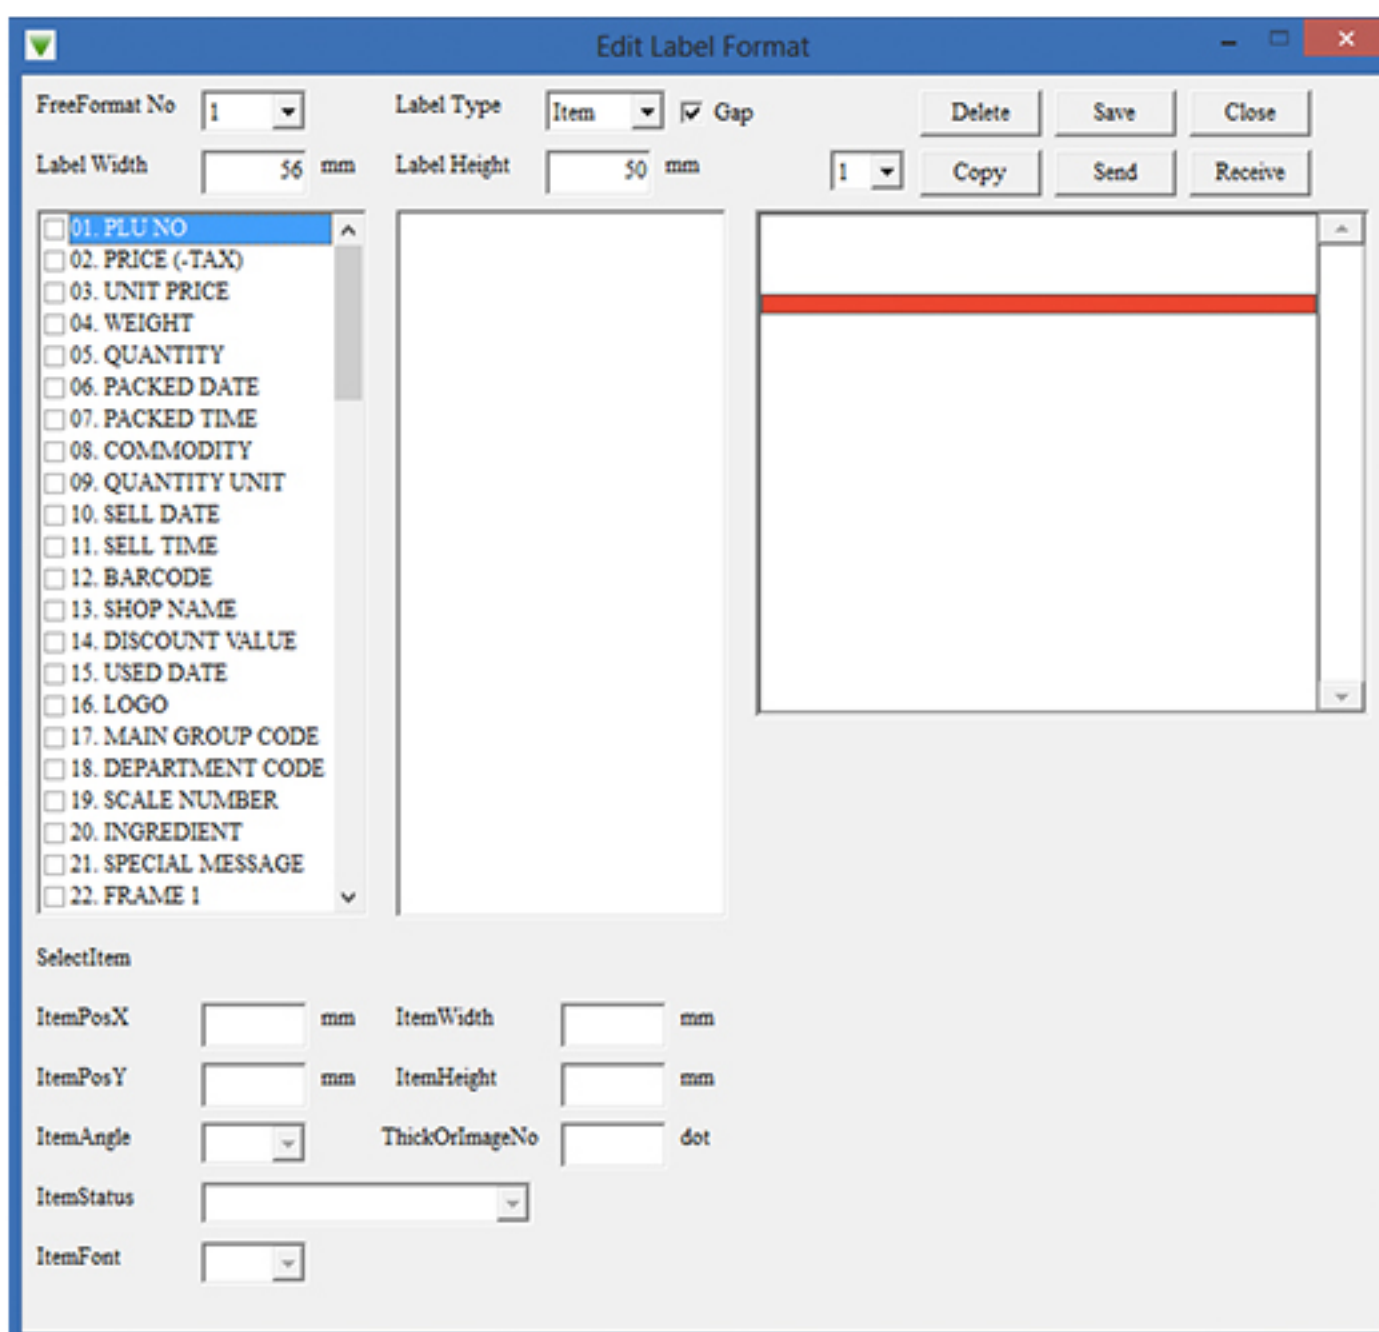 Edit Label Format
FreeFormat No 1 Label Type Item Gap Delete Save Close
Label Width 56 mm Label Height 50 mm 1 Copy Send Receive
01. PLU NO
02. PRICE (-TAX)
03. UNIT PRICE
04. WEIGHT
05. QUANTITY
06. PACKED DATE
07. PACKED TIME
08. COMMODITY
09. QUANTITY UNIT
10. SELL DATE
11. SELL TIME
12. BARCODE
13. SHOP NAME
14. DISCOUNT VALUE
15. USED DATE
16. LOGO
17. MAIN GROUP CODE
18. DEPARTMENT CODE
19. SCALE NUMBER
20. INGREDIENT
21. SPECIAL MESSAGE
22. FRAME 1
SelectItem
ItemPosX mm ItemWidth mm
ItemPosY mm ItemHeight mm
ItemAngle ThickOrImageNo dot
ItemStatus
ItemFont